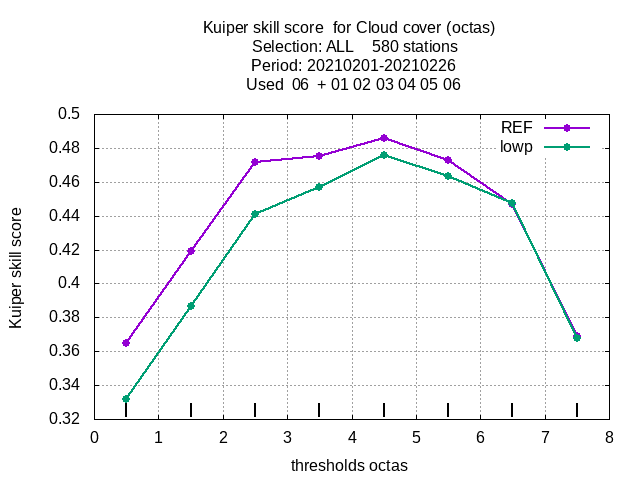 Kuiper skill score  for Cloud cover (octas)
Selection: ALL    580 stations
Period: 20210201-20210226
Used  06  + 01 02 03 04 05 06
REF
lowp
0.5
0.48
0.46
0.44
0.42
0.4
0.38
0.36
0.34
0.32
Kuiper skill score
0 1 2 3 4 5 6 7 8
thresholds octas